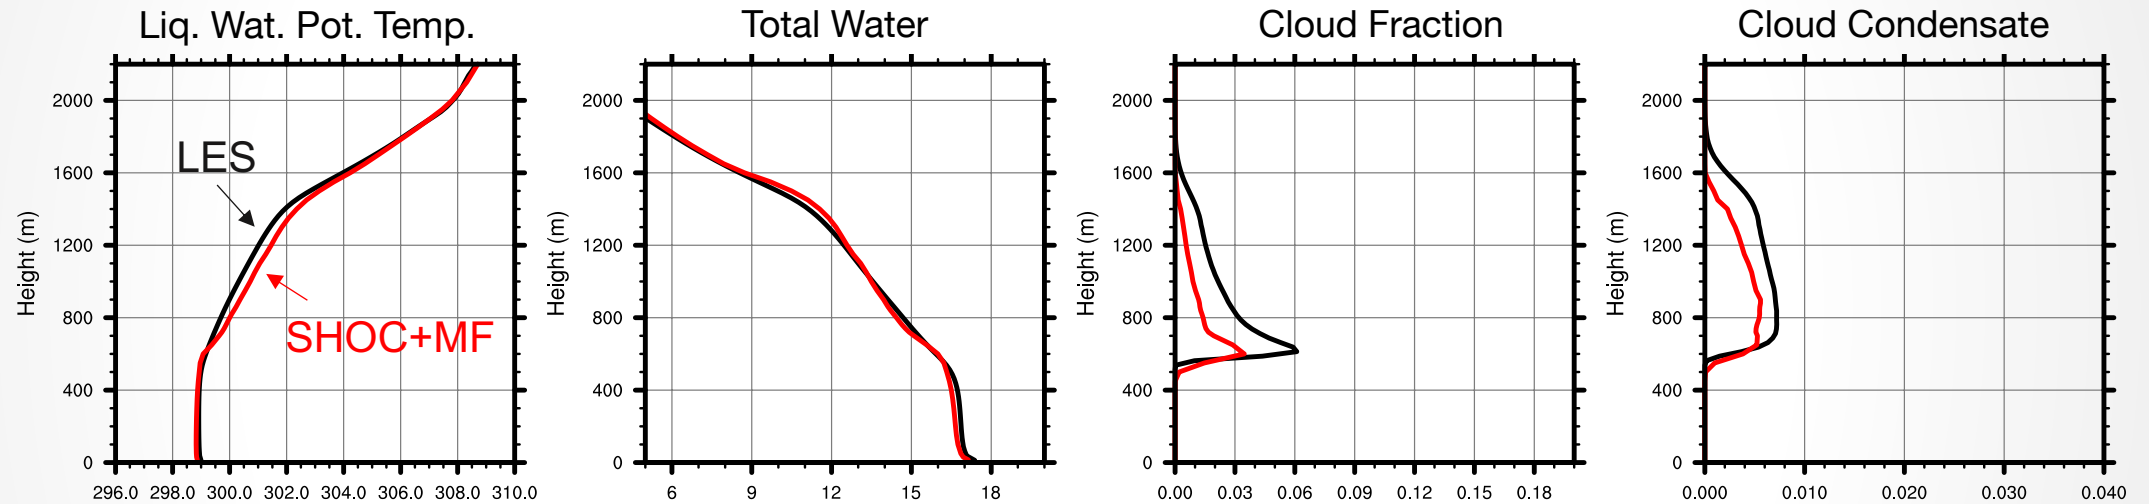 Liq. Wat. Pot. Temp.
Total Water
Cloud Fraction
Cloud Condensate
2000
1600
1200
800
400
0
Height (m)
LES
SHOC+MF
296.0 298.0 300.0 302.0 304.0 306.0 308.0 310.0
2000
1600
1200
800
400
0
Height (m)
6 9 12 15 18
2000
1600
1200
800
400
0
Height (m)
0.00 0.03 0.06 0.09 0.12 0.15 0.18
2000
1600
1200
800
400
0
Height (m)
0.000 0.010 0.020 0.030 0.040